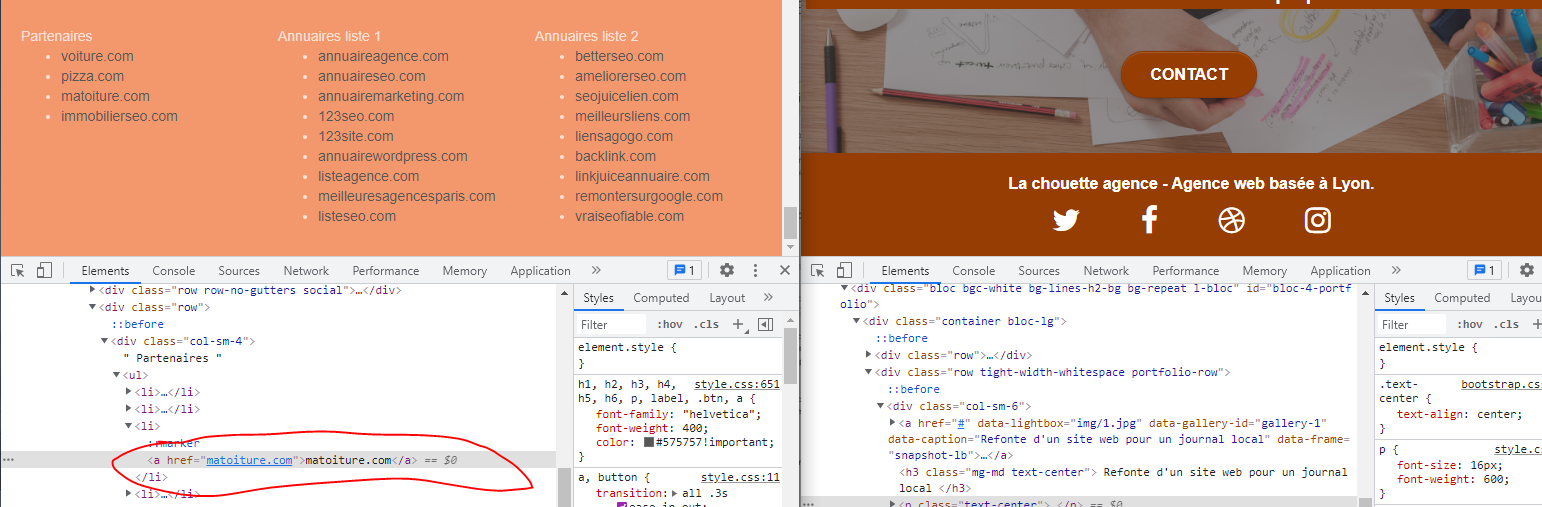 Partenaires
voiture.com
pizza.com
matoiture.com
immobilierseo.com
Annuaires liste 1
annuaireagence.com
annuaireseo.com
annuairemarketing.com
123seo.com
123site.com
annuairewordpress.com
listeagence.com
meilleuresagencesparis.com
listeseo.com
Annuaires liste 2
betterseo.com
ameliorerseo.com
seojuicelien.com
meilleursliens.com
liensagogo.com
backlink.com
linkjuiceannuaire.com
remontersurgoogle.com
vraiseofiable.com
CONTACT
La chouette agence - Agence web basée à Lyon.
Elements Console Sources Network Performance Memory Application » 1
<div class="row row-no-gutters social">…</div>
<div class="row">
::before
<div class="col-sm-4">
" Partenaires "
<ul>
<li>…</li>
<li>…</li>
<li>
::marker
<a href="matoiture.com">matoiture.com</a> == $0
</li>
<li>…</li>
Styles Computed Layout »
Filter :hov .cls +
element.style {
}
h1, h2, h3, h4, style.css:651
h5, h6, p, label, .btn, a {
font-family: "helvetica";
font-weight: 400;
color: #575757!important;
}
a, button { style.css:11
transition: all .3s
ease-in-out;
Elements Console Sources Network Performance Memory Application » 1
<div class="bloc bgc-white bg-lines-h2-bg bg-repeat l-bloc" id="bloc-4-portf
olio">
<div class="container bloc-lg">
::before
<div class="row">…</div>
<div class="row tight-width-whitespace portfolio-row">
::before
<div class="col-sm-6">
<a href="#" data-lightbox="img/1.jpg" data-gallery-id="gallery-1"
data-caption="Refonte d'un site web pour un journal local" data-frame=
"snapshot-lb">…</a>
<h3 class="mg-md text-center"> Refonte d'un site web pour un journal
local </h3>
<p class="text-center"> </p> == $0
Styles Computed Layou
Filter :hov .cls +
element.style {
}
.text- bootstrap.css
center {
text-align: center;
}
p { style.cs
font-size: 16px;
font-weight: 600;
}